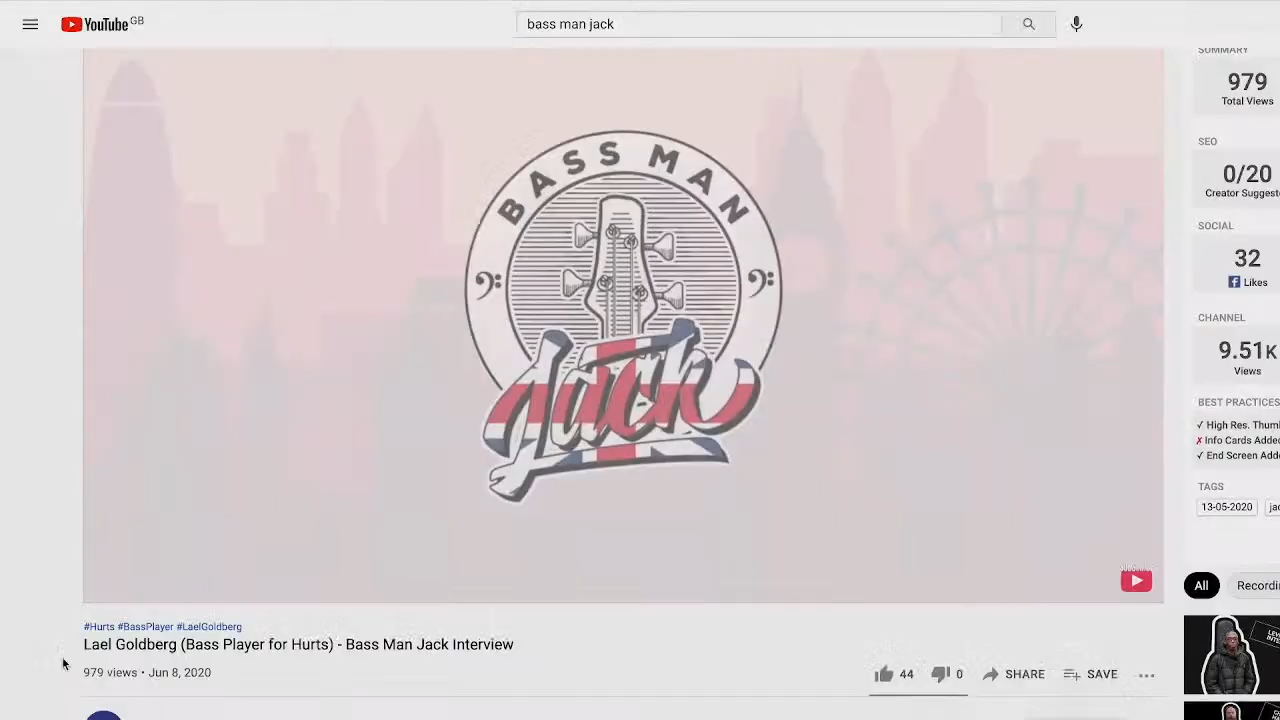 YouTube GB
bass man jack
BASS MAN
Jack
SUMMARY
979
Total Views
SEO
0/20
Creator Suggest
SOCIAL
32
Likes
CHANNEL
9.51K
Views
BEST PRACTICES
✓ High Res. Thum
✗ Info Cards Added
✓ End Screen Add
TAGS
13-05-2020 ja
SUBSCRIBE
All Recordi
#Hurts #BassPlayer #LaelGoldberg
Lael Goldberg (Bass Player for Hurts) - Bass Man Jack Interview
979 views • Jun 8, 2020
44 0 SHARE SAVE